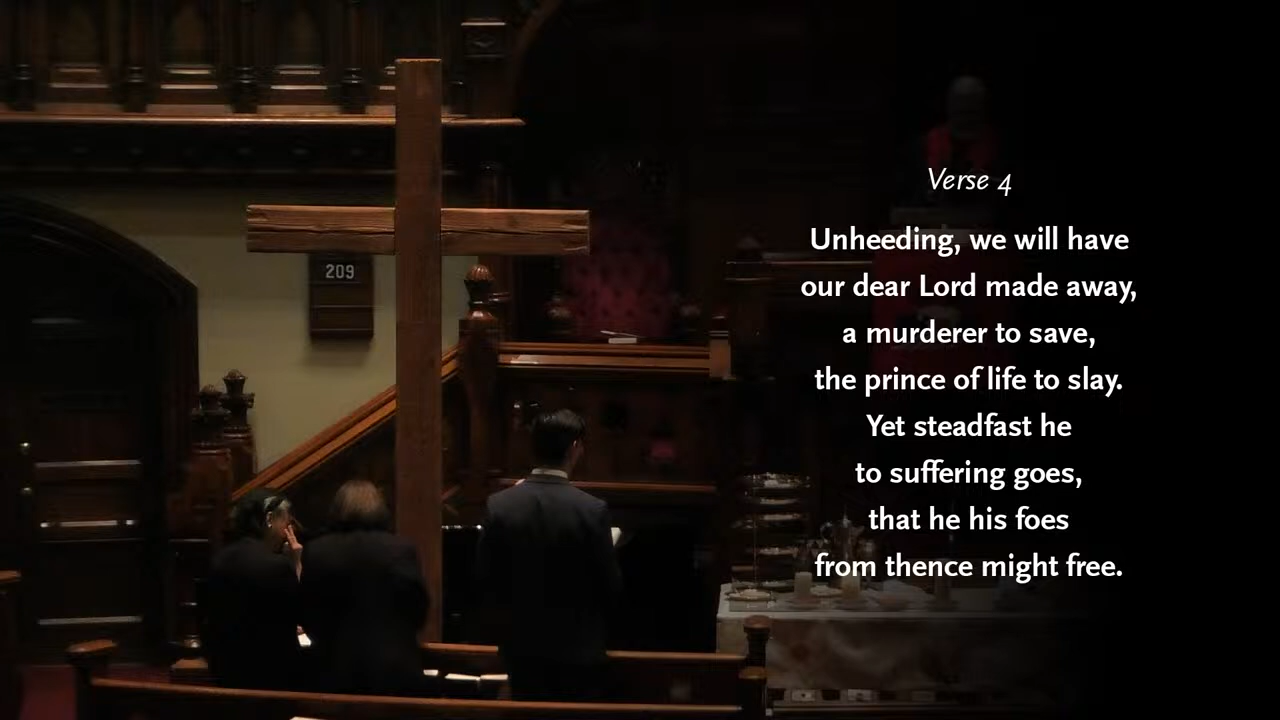 209
Verse 4
Unheeding, we will have
our dear Lord made away,
a murderer to save,
the prince of life to slay.
Yet steadfast he
to suffering goes,
that he his foes
from thence might free.